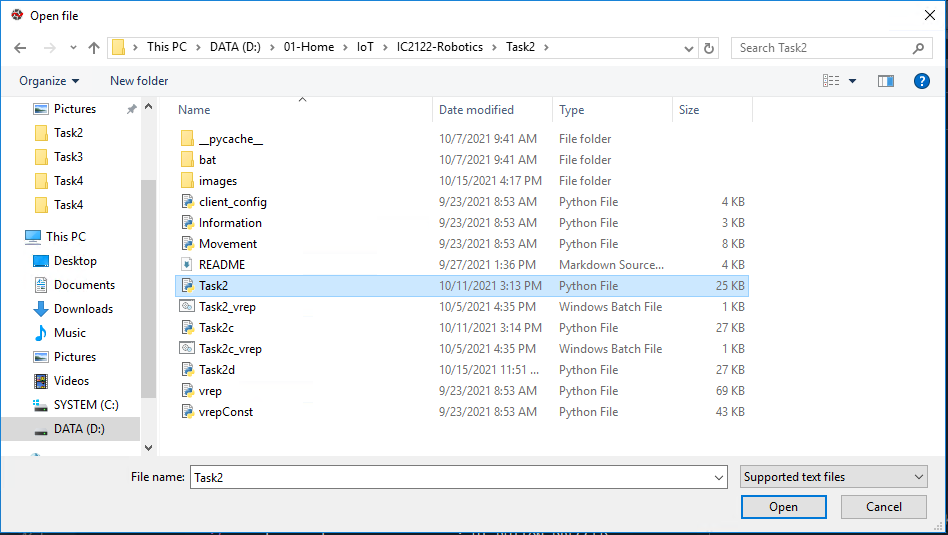 Open file
This PC > DATA (D:) > 01-Home > IoT > IC2122-Robotics > Task2 >
Search Task2
Organize
New folder
Pictures
Task2
Task3
Task4
Task4
This PC
Desktop
Documents
Downloads
Music
Pictures
Videos
SYSTEM (C:)
DATA (D:)
Name Date modified Type Size
__pycache__ 10/7/2021 9:41 AM File folder
bat 10/7/2021 9:41 AM File folder
images 10/15/2021 4:17 PM File folder
client_config 9/23/2021 8:53 AM Python File 4 KB
Information 9/23/2021 8:53 AM Python File 3 KB
Movement 9/23/2021 8:53 AM Python File 8 KB
README 9/27/2021 1:36 PM Markdown Source... 4 KB
Task2 10/11/2021 3:13 PM Python File 25 KB
Task2_vrep 10/5/2021 4:35 PM Windows Batch File 1 KB
Task2c 10/11/2021 3:14 PM Python File 27 KB
Task2c_vrep 10/5/2021 4:35 PM Windows Batch File 1 KB
Task2d 10/15/2021 11:51 ... Python File 27 KB
vrep 9/23/2021 8:53 AM Python File 69 KB
vrepConst 9/23/2021 8:53 AM Python File 43 KB
File name: Task2
Supported text files
Open
Cancel